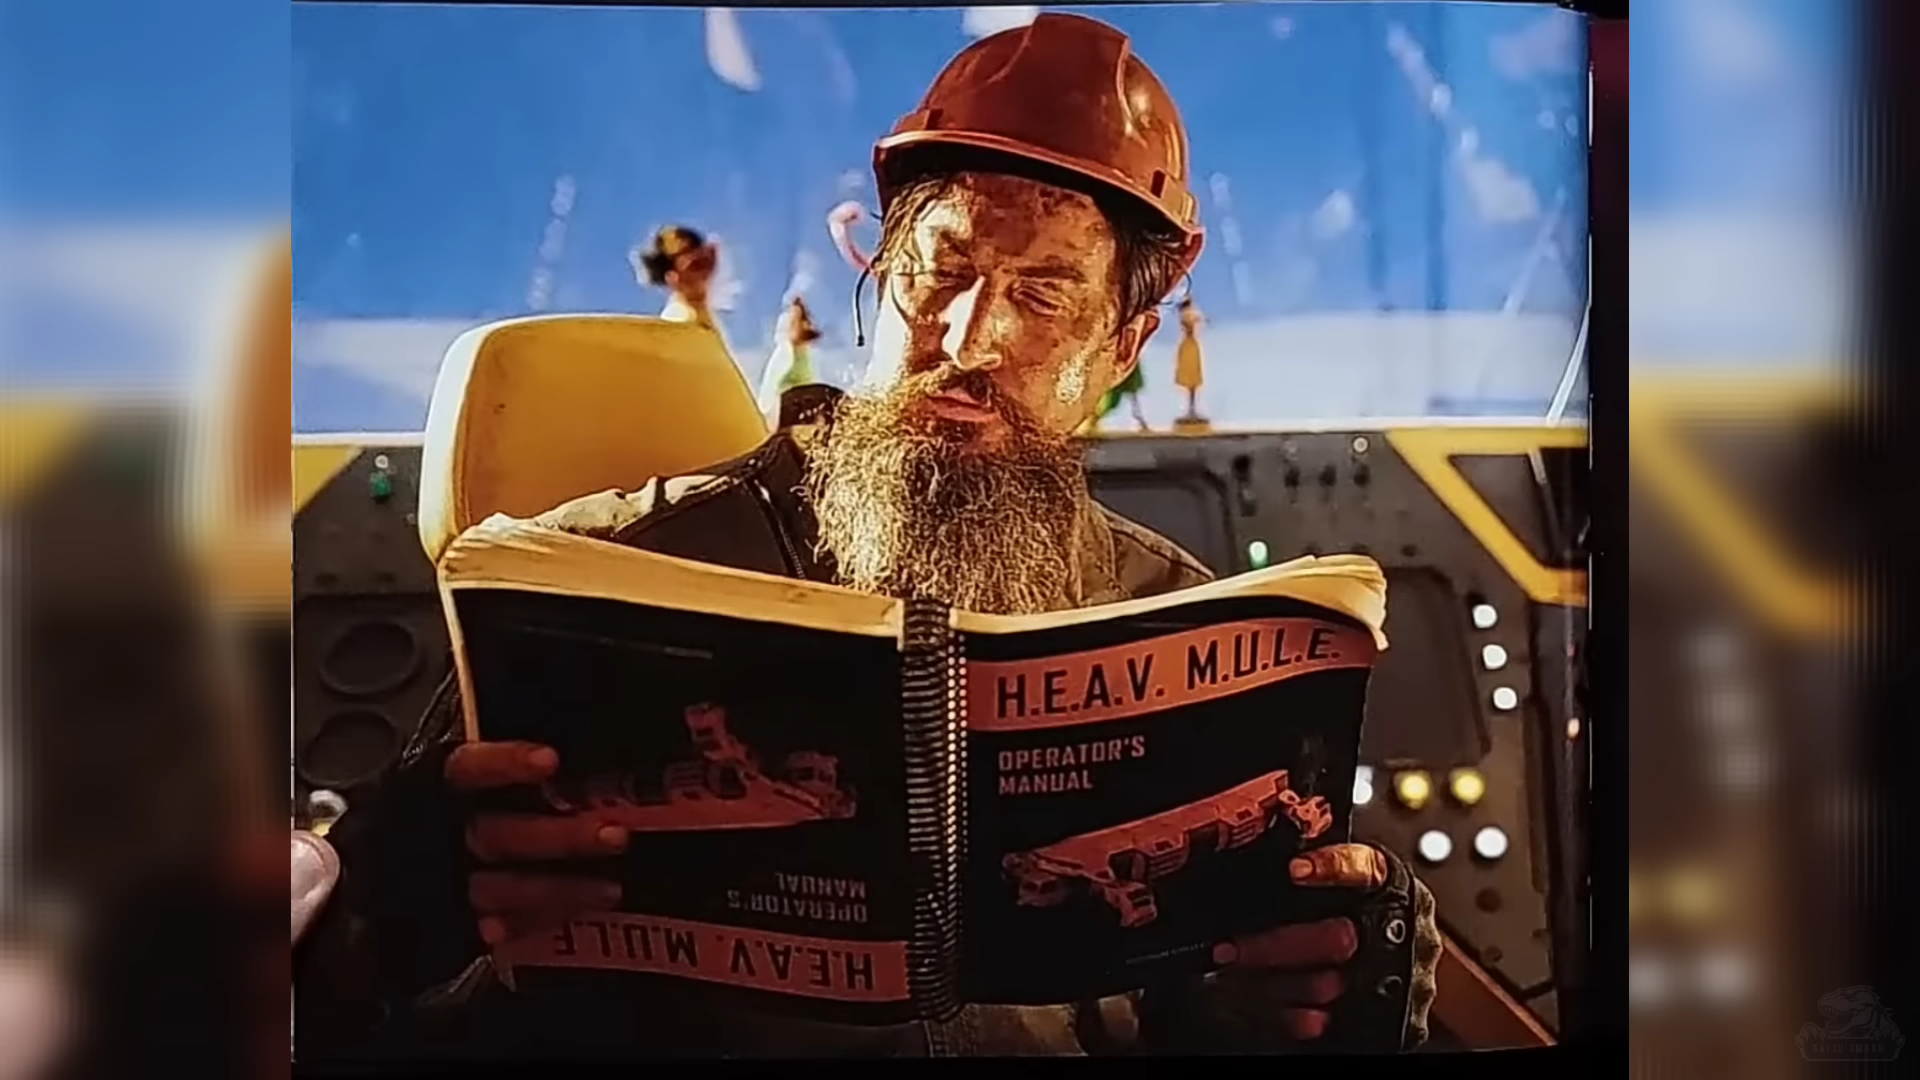 H.E.A.V. M.U.L.E.
OPERATOR'S
MANUAL
H.E.A.V. M.U.L.E
OPERATOR'S
MANUAL